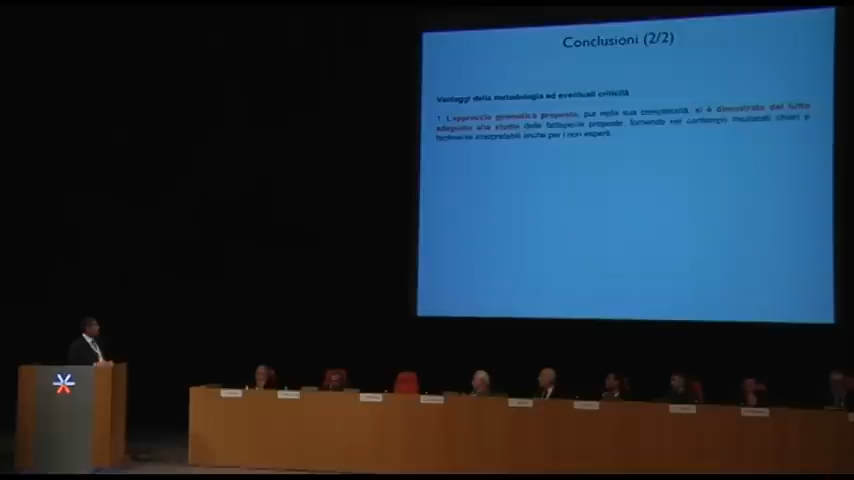 Conclusioni (2/2)
Vantaggi della metodologia ed eventuali criticità
1. L'approccio proposto, pur nella sua complessità, si è dimostrato del tutto
adeguato allo studio delle fattispecie proposte, fornendo nel contempo risultati chiari e
facilmente interpretabili anche per i non esperti.